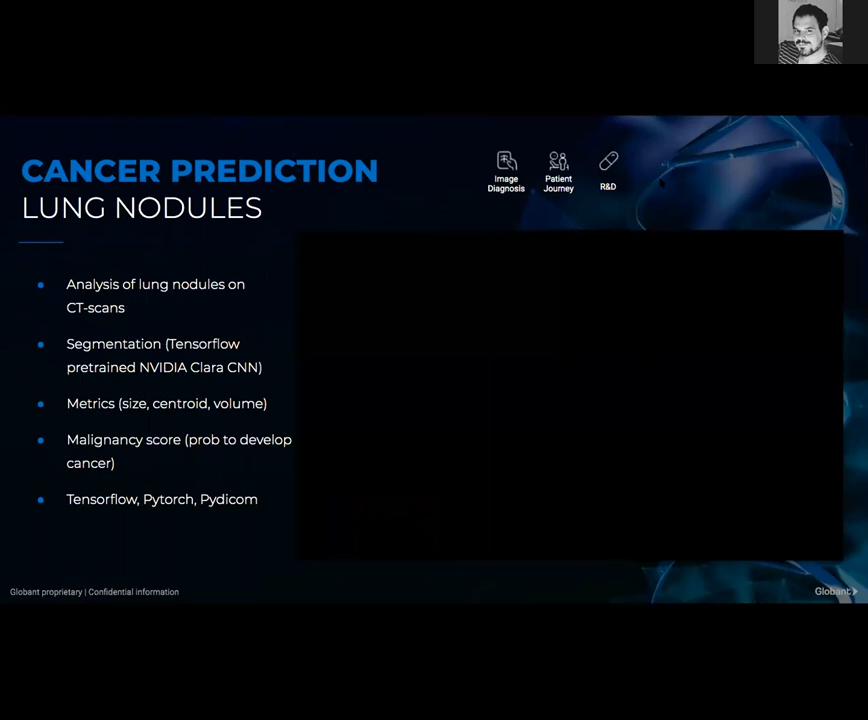 CANCER PREDICTION
LUNG NODULES
Image
Diagnosis
Patient
Journey
R&D
Analysis of lung nodules on
CT-scans
Segmentation (Tensorflow
pretrained NVIDIA Clara CNN)
Metrics (size, centroid, volume)
Malignancy score (prob to develop
cancer)
Tensorflow, Pytorch, Pydicom
Globant proprietary | Confidential information
Globant